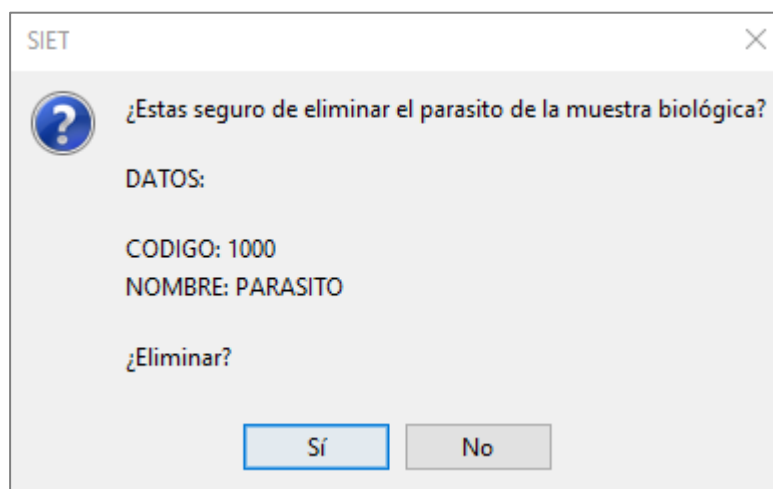 SIET
¿Estas seguro de eliminar el parasito de la muestra biológica?
DATOS:
CODIGO: 1000
NOMBRE: PARASITO
¿Eliminar?
Sí
No